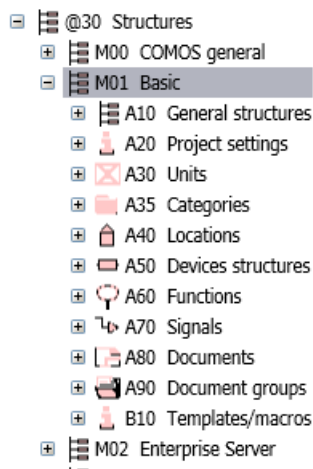 @30 Structures
M00 COMOS general
M01 Basic
A10 General structures
A20 Project settings
A30 Units
A35 Categories
A40 Locations
A50 Devices structures
A60 Functions
A70 Signals
A80 Documents
A90 Document groups
B10 Templates/macros
M02 Enterprise Server